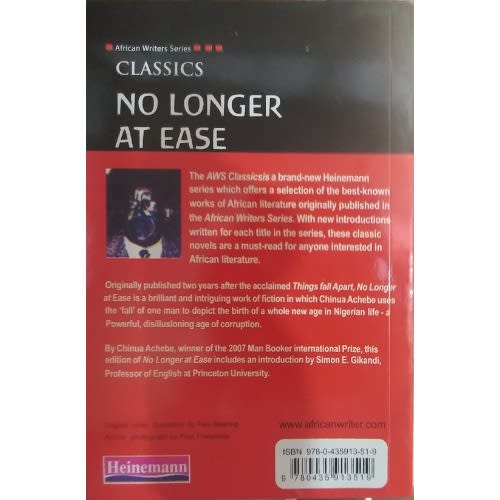 African Writers Series
CLASSICS
NO LONGER
AT EASE
The AWS Classicsis a brand-new Heinemann
series which offers a selection of the best-known
works of African literature originally published in
the African Writers Series. With new introductions
written for each title in the series, these classic
novels are a must-read for anyone interested in
African literature.
Originally published two years after the acclaimed Things fall Apart, No Longer
at Ease is a brilliant and intriguing work of fiction in which Chinua Achebe uses
the 'fall' of one man to depict the birth of a whole new age in Nigerian life - a
Powerful, disillusioning age of corruption.
By Chinua Achebe, winner of the 2007 Man Booker international Prize, this
edition of No Longer at Ease includes an introduction by Simon E. Gikandi,
Professor of English at Princeton University.
www.africanwriter.com
ISBN 978-0-435913-51-9
9 780435 913519
Heinemann